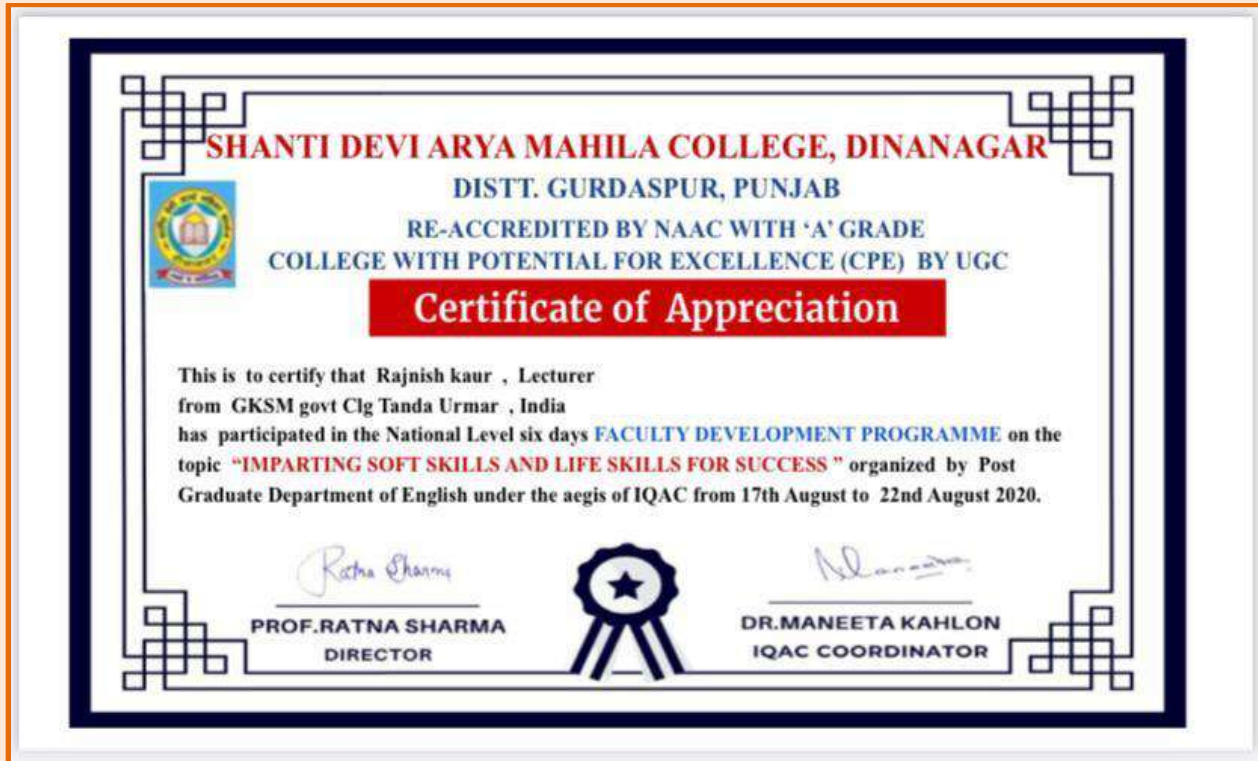 SHANTI DEVI ARYA MAHILA COLLEGE, DINANAGAR
DISTT. GURDASPUR, PUNJAB
RE-ACCREDITED BY NAAC WITH ‘A’ GRADE
COLLEGE WITH POTENTIAL FOR EXCELLENCE (CPE) BY UGC
Certificate of Appreciation
This is to certify that Rajnish kaur , Lecturer
from GKSM govt Clg Tanda Urmar , India
has participated in the National Level six days FACULTY DEVELOPMENT PROGRAMME on the
topic “IMPARTING SOFT SKILLS AND LIFE SKILLS FOR SUCCESS ” organized by Post
Graduate Department of English under the aegis of IQAC from 17th August to 22nd August 2020.
Ratna Sharma
Maneeta
PROF.RATNA SHARMA
DIRECTOR
DR.MANEETA KAHLON
IQAC COORDINATOR